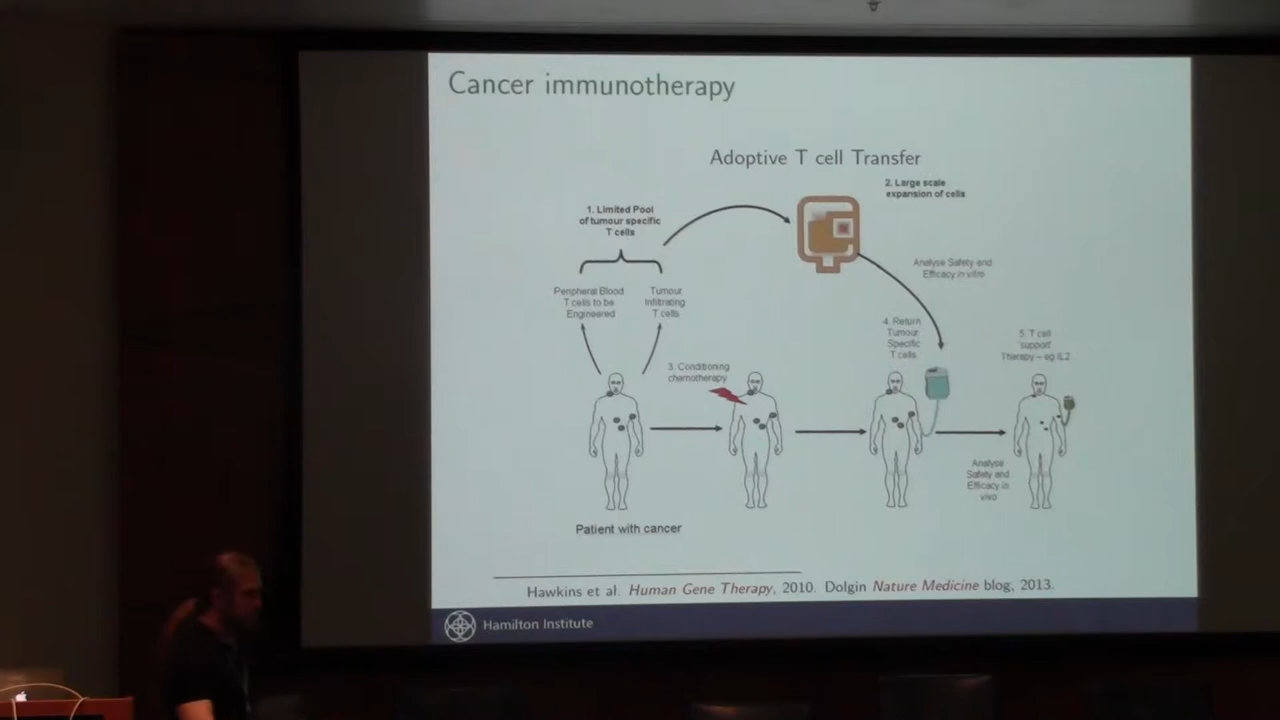 Cancer immunotherapy
Adoptive T cell Transfer
1. Limited Pool
of tumour specific
T cells
2. Large scale
expansion of cells
Peripheral Blood
T cells to be
Engineered
Tumour
Infiltrating
T cells
Analyse Safety and
Efficacy in vitro
3. Conditioning
chemotherapy
4. Return
Tumour
Specific
T cells
5. T cell
support
Therapy – eg IL2
Analyse
Safety and
Efficacy in
vivo
Patient with cancer
Hawkins et al. Human Gene Therapy, 2010. Dolgin Nature Medicine blog, 2013.
Hamilton Institute